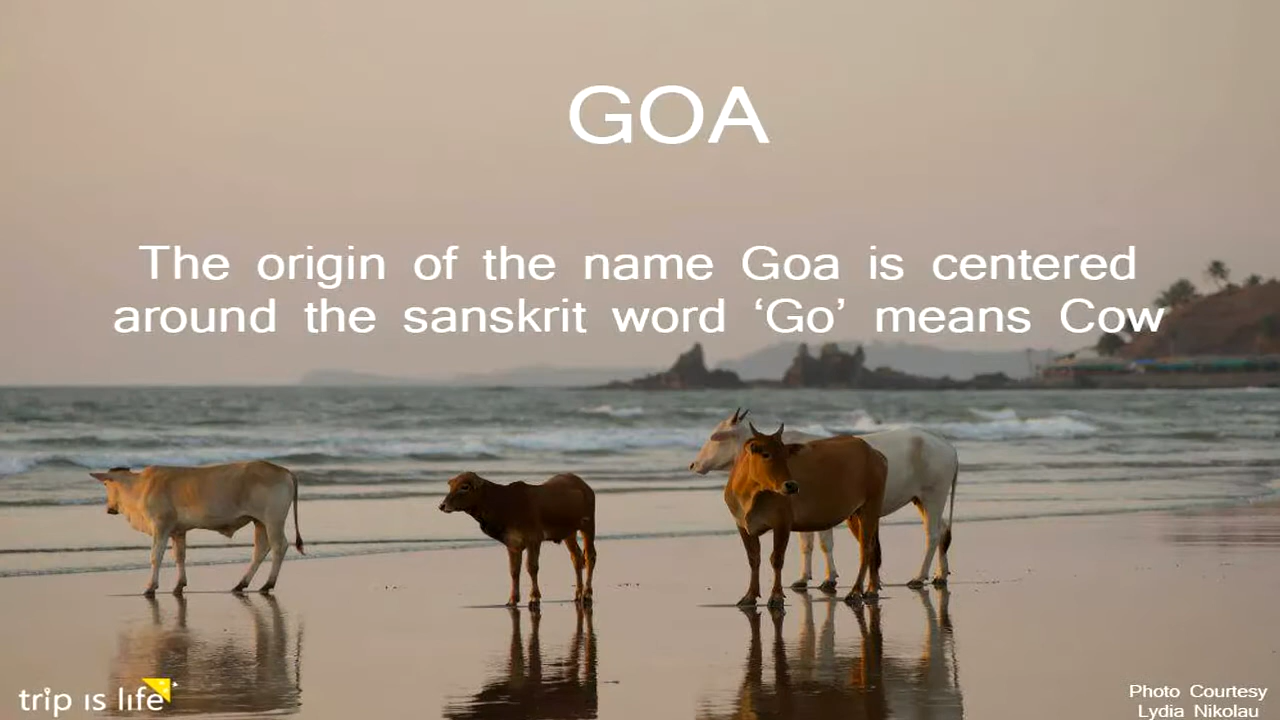 GOA
The origin of the name Goa is centered
around the sanskrit word ‘Go’ means Cow
trip is life
Photo Courtesy
Lydia Nikolau